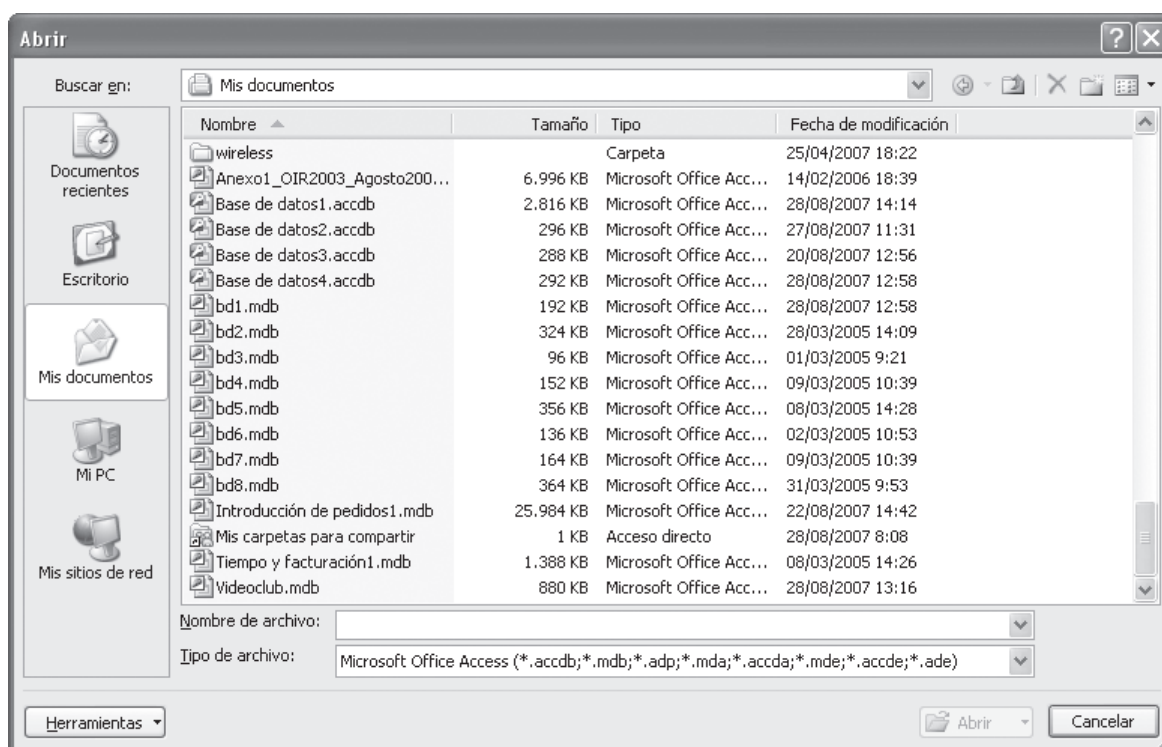 Abrir
Buscar en: Mis documentos
Documentos recientes
Escritorio
Mis documentos
Mi PC
Mis sitios de red
Nombre Tamaño Tipo Fecha de modificación
wireless Carpeta 25/04/2007 18:22
Anexo1_OIR2003_Agosto200... 6.996 KB Microsoft Office Acc... 14/02/2006 18:39
Base de datos1.accdb 2.816 KB Microsoft Office Acc... 28/08/2007 14:14
Base de datos2.accdb 296 KB Microsoft Office Acc... 27/08/2007 11:31
Base de datos3.accdb 288 KB Microsoft Office Acc... 20/08/2007 12:56
Base de datos4.accdb 292 KB Microsoft Office Acc... 28/08/2007 12:58
bd1.mdb 192 KB Microsoft Office Acc... 28/08/2007 12:58
bd2.mdb 324 KB Microsoft Office Acc... 28/03/2005 14:09
bd3.mdb 96 KB Microsoft Office Acc... 01/03/2005 9:21
bd4.mdb 152 KB Microsoft Office Acc... 09/03/2005 10:39
bd5.mdb 356 KB Microsoft Office Acc... 08/03/2005 14:28
bd6.mdb 136 KB Microsoft Office Acc... 02/03/2005 10:53
bd7.mdb 164 KB Microsoft Office Acc... 09/03/2005 10:39
bd8.mdb 364 KB Microsoft Office Acc... 31/03/2005 9:53
Introducción de pedidos1.mdb 25.984 KB Microsoft Office Acc... 22/08/2007 14:42
Mis carpetas para compartir 1 KB Acceso directo 28/08/2007 8:08
Tiempo y facturación1.mdb 1.388 KB Microsoft Office Acc... 08/03/2005 14:26
Videoclub.mdb 880 KB Microsoft Office Acc... 28/08/2007 13:16
Nombre de archivo:
Tipo de archivo: Microsoft Office Access (*.accdb;*.mdb;*.adp;*.mda;*.accda;*.mde;*.accde;*.ade)
Herramientas Abrir Cancelar